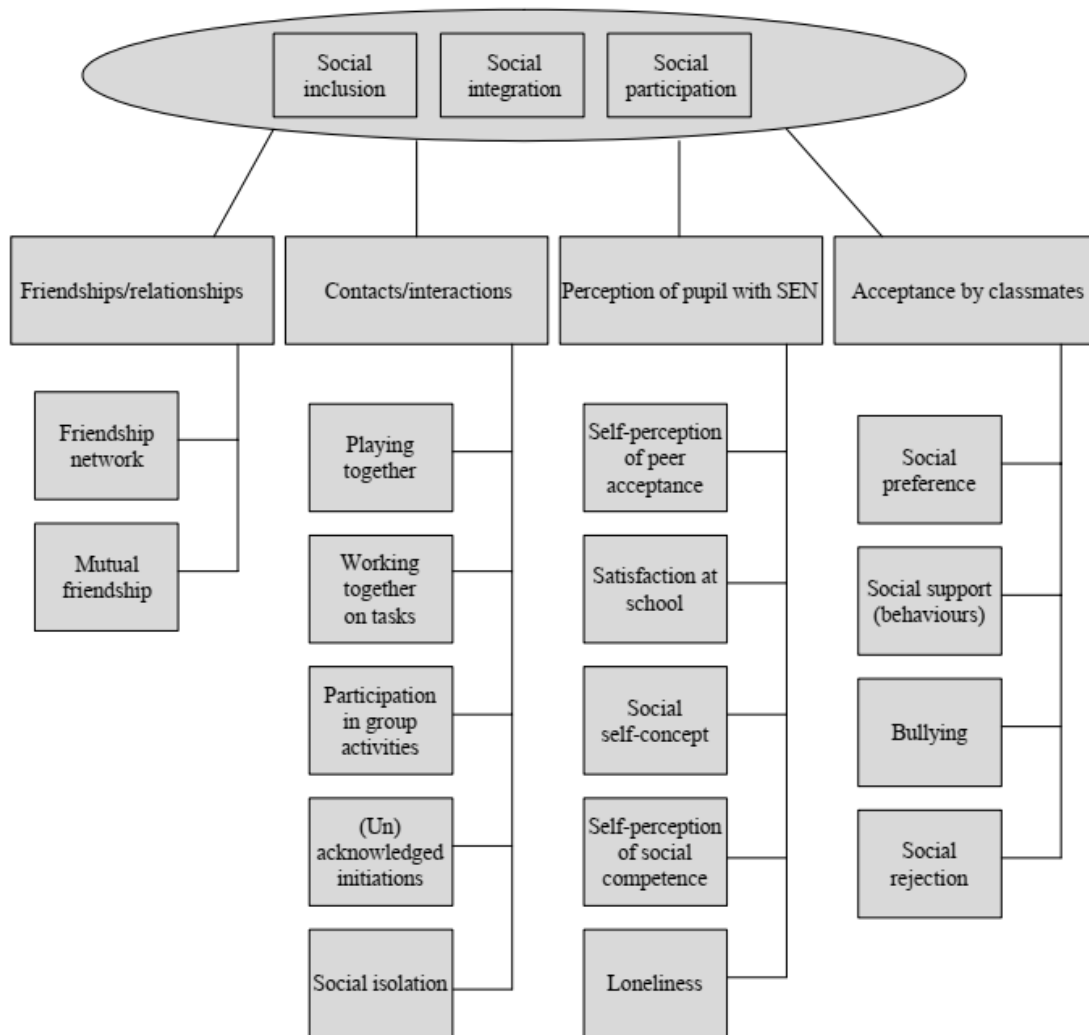 Social
inclusion
Social
integration
Social
participation
Friendships/relationships
Contacts/interactions
Perception of pupil with SEN
Acceptance by classmates
Friendship
network
Mutual
friendship
Playing
together
Working
together
on tasks
Participation
in group
activities
(Un)
acknowledged
initiations
Social isolation
Self-perception
of peer
acceptance
Satisfaction at
school
Social
self-concept
Self-perception
of social
competence
Loneliness
Social
preference
Social support
(behaviours)
Bullying
Social
rejection